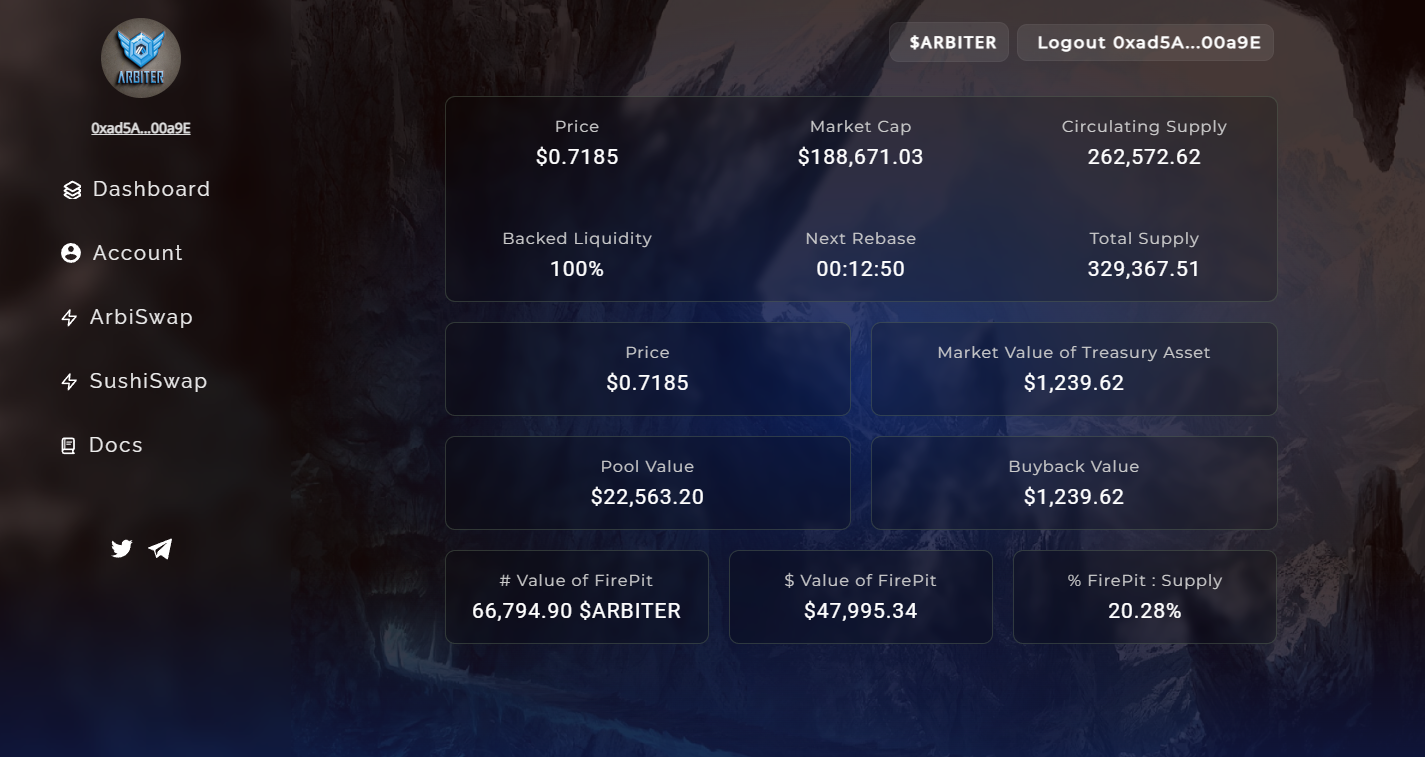 ARBITER
0xad5A...00a9E
Dashboard
Account
ArbiSwap
SushiSwap
Docs
$ARBITER
Logout 0xad5A...00a9E
Price
$0.7185
Market Cap
$188,671.03
Circulating Supply
262,572.62
Backed Liquidity
100%
Next Rebase
00:12:50
Total Supply
329,367.51
Price
$0.7185
Market Value of Treasury Asset
$1,239.62
Pool Value
$22,563.20
Buyback Value
$1,239.62
# Value of FirePit
66,794.90 $ARBITER
$ Value of FirePit
$47,995.34
% FirePit : Supply
20.28%